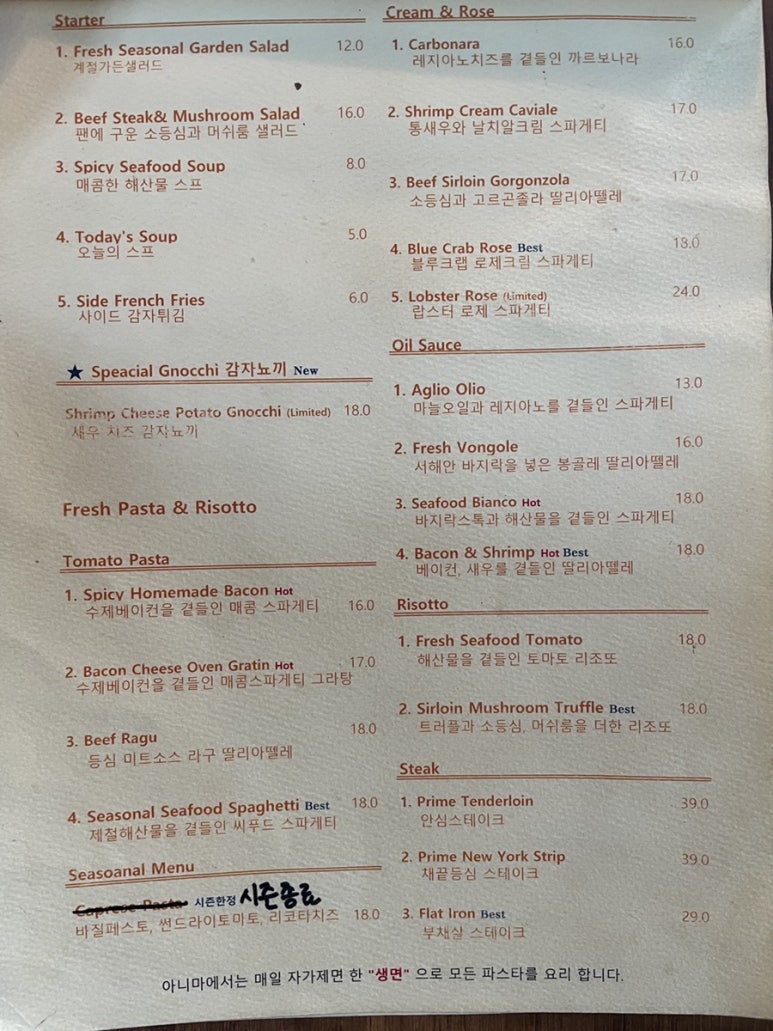 Starter
1. Fresh Seasonal Garden Salad 12.0
계절가든샐러드
2. Beef Steak& Mushroom Salad 16.0
팬에 구운 소등심과 머쉬룸 샐러드
3. Spicy Seafood Soup 8.0
매콤한 해산물 스프
4. Today's Soup 5.0
오늘의 스프
5. Side French Fries 6.0
사이드 감자튀김
★ Speacial Gnocchi 감자뇨끼 New
Shrimp Cheese Potato Gnocchi (Limited) 18.0
새우 치즈 감자뇨끼
Fresh Pasta & Risotto
Tomato Pasta
1. Spicy Homemade Bacon Hot
수제베이컨을 곁들인 매콤 스파게티 16.0
2. Bacon Cheese Oven Gratin Hot 17.0
수제베이컨을 곁들인 매콤스파게티 그라탕
3. Beef Ragu 18.0
등심 미트소스 라구 딸리아뗄레
4. Seasonal Seafood Spaghetti Best 18.0
제철해산물을 곁들인 씨푸드 스파게티
Seasoanal Menu
Caprese Pasta 시즌한정 시즌종료
바질페스토, 썬드라이토마토, 리코타치즈 18.0
Cream & Rose
1. Carbonara 16.0
레지아노치즈를 곁들인 까르보나라
2. Shrimp Cream Caviale 17.0
통새우와 날치알크림 스파게티
3. Beef Sirloin Gorgonzola 17.0
소등심과 고르곤졸라 딸리아뗄레
4. Blue Crab Rose Best 18.0
블루크랩 로제크림 스파게티
5. Lobster Rose (Limited) 24.0
랍스터 로제 스파게티
Oil Sauce
1. Aglio Olio 13.0
마늘오일과 레지아노를 곁들인 스파게티
2. Fresh Vongole 16.0
서해안 바지락을 넣은 봉골레 딸리아뗄레
3. Seafood Bianco Hot 18.0
바지락스톡과 해산물을 곁들인 스파게티
4. Bacon & Shrimp Hot Best 18.0
베이컨, 새우를 곁들인 딸리아뗄레
Risotto
1. Fresh Seafood Tomato 18.0
해산물을 곁들인 토마토 리조또
2. Sirloin Mushroom Truffle Best 18.0
트러플과 소등심, 머쉬룸을 더한 리조또
Steak
1. Prime Tenderloin 39.0
안심스테이크
2. Prime New York Strip 39.0
채끝등심 스테이크
3. Flat Iron Best 29.0
부채살 스테이크
아니마에서는 매일 자가제면 한 "생면" 으로 모든 파스타를 요리 합니다.